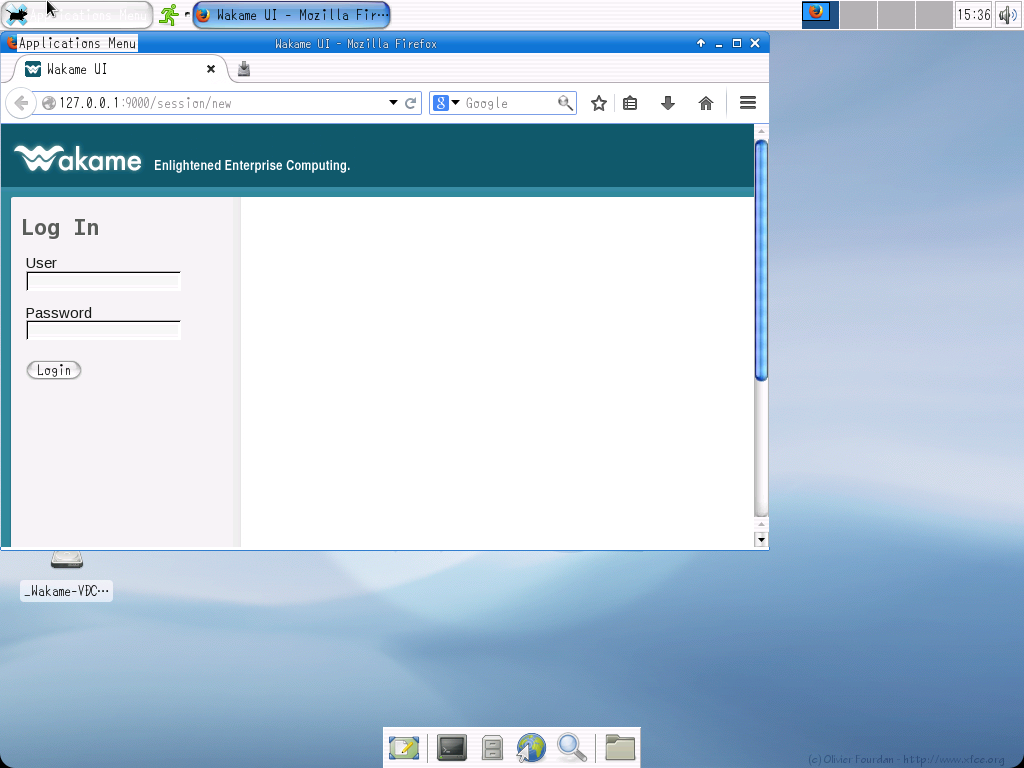 Applications Menu
Wakame UI - Mozilla Fir...
15:36
Applications Menu
Wakame UI - Mozilla Firefox
Wakame UI
127.0.0.1:9000/session/new
Google
Wakame
Enlightened Enterprise Computing.
Log In
User
Password
Login
_Wakame-VDC...
(c) Olivier Fourdan - http://www.xfce.org